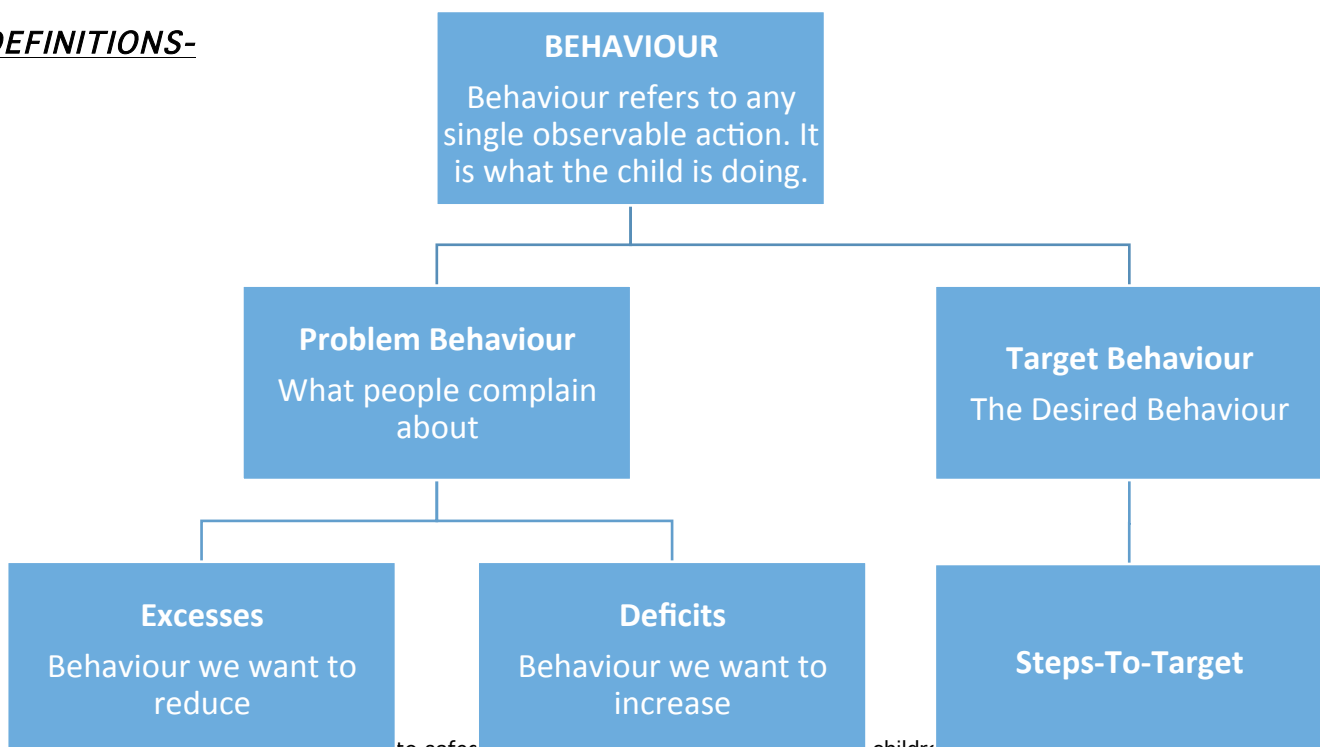 DEFINITIONS-
BEHAVIOUR
Behaviour refers to any
single observable action. It
is what the child is doing.
Problem Behaviour
What people complain
about
Target Behaviour
The Desired Behaviour
Excesses
Behaviour we want to
reduce
Deficits
Behaviour we want to
increase
Steps-To-Target